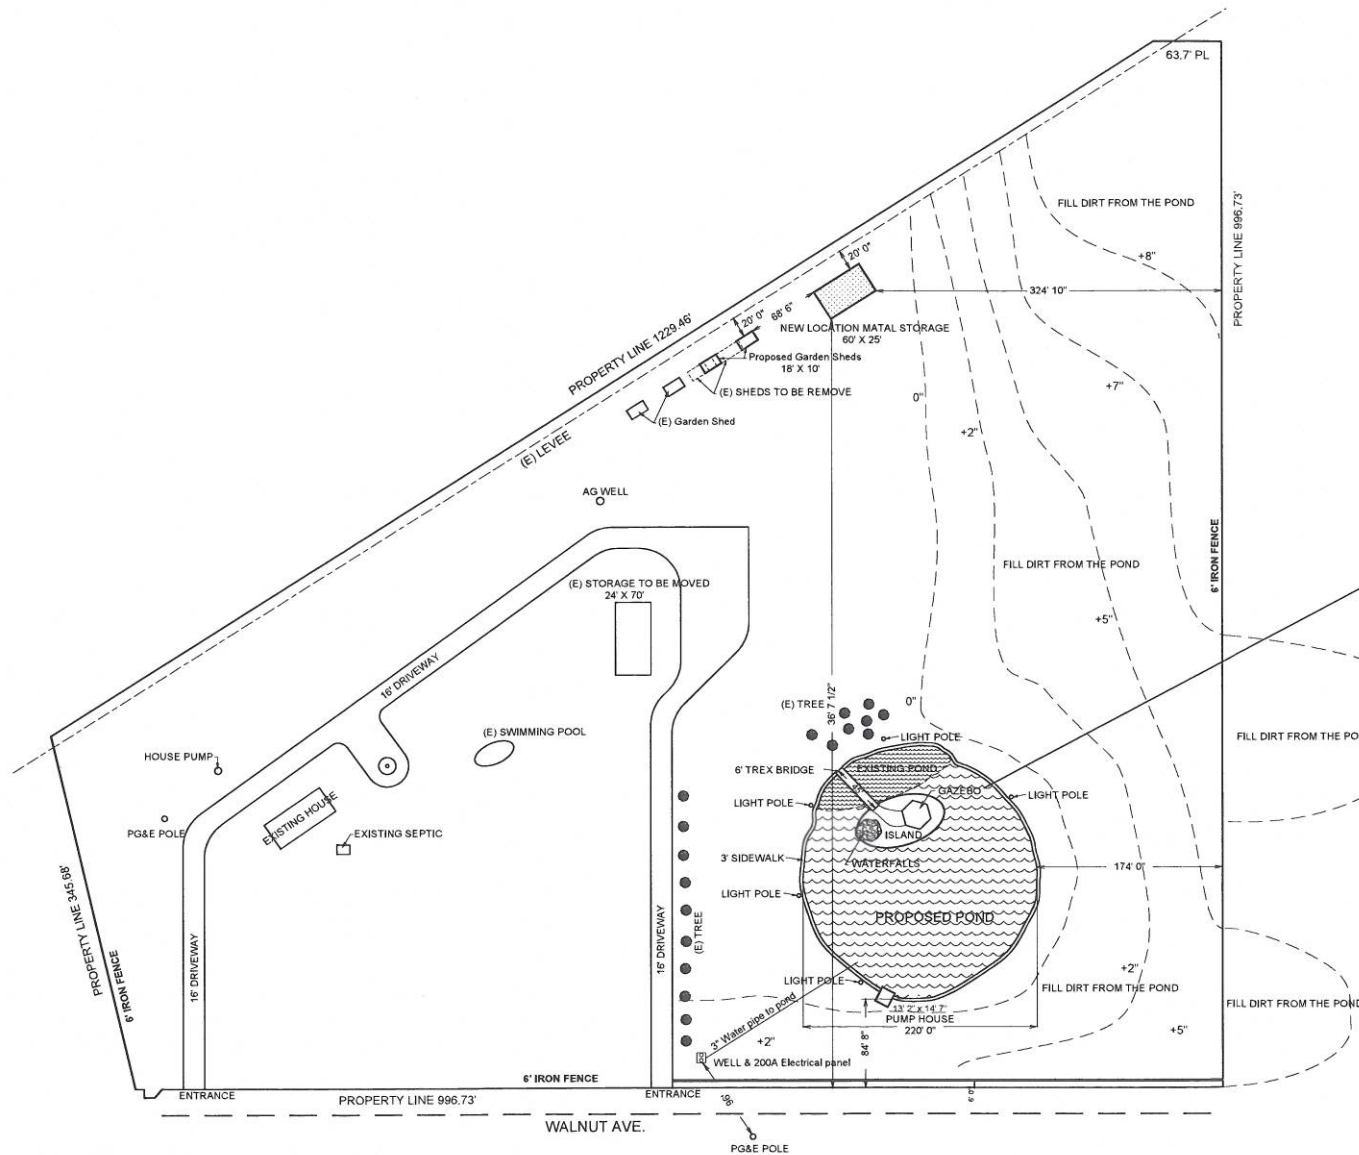 63.7' PL
FILL DIRT FROM THE POND
PROPERTY LINE 996.73'
+8"
20' 0"
324' 10"
68' 6"
20' 0"
NEW LOCATION MATAL STORAGE
60' X 25'
PROPERTY LINE 1229.46'
Proposed Garden Sheds
18' X 10'
+7"
(E) SHEDS TO BE REMOVE
0"
(E) Garden Shed
+2"
(E) LEVEE
AG WELL
6' IRON FENCE
FILL DIRT FROM THE POND
(E) STORAGE TO BE MOVED
24' X 70'
+5"
16' DRIVEWAY
36' 7 1/2"
(E) TREE
0"
(E) SWIMMING POOL
LIGHT POLE
FILL DIRT FROM THE PO
HOUSE PUMP
6' TREX BRIDGE
EXISTING POND
GAZEBO
LIGHT POLE
LIGHT POLE
EXISTING HOUSE
PG&E POLE
EXISTING SEPTIC
ISLAND
3' SIDEWALK
WATERFALLS
174' 0"
PROPERTY LINE 345.68'
LIGHT POLE
PROPOSED POND
(E) TREE
16' DRIVEWAY
16' DRIVEWAY
6' IRON FENCE
LIGHT POLE
+2"
FILL DIRT FROM THE POND
FILL DIRT FROM THE POND
13' 2" x 14' 7"
PUMP HOUSE
220' 0"
3" Water pipe to pond
+2"
84' 8"
+5"
WELL & 200A Electrical panel
6' IRON FENCE
ENTRANCE
PROPERTY LINE 996.73'
ENTRANCE
96'
WALNUT AVE.
PG&E POLE